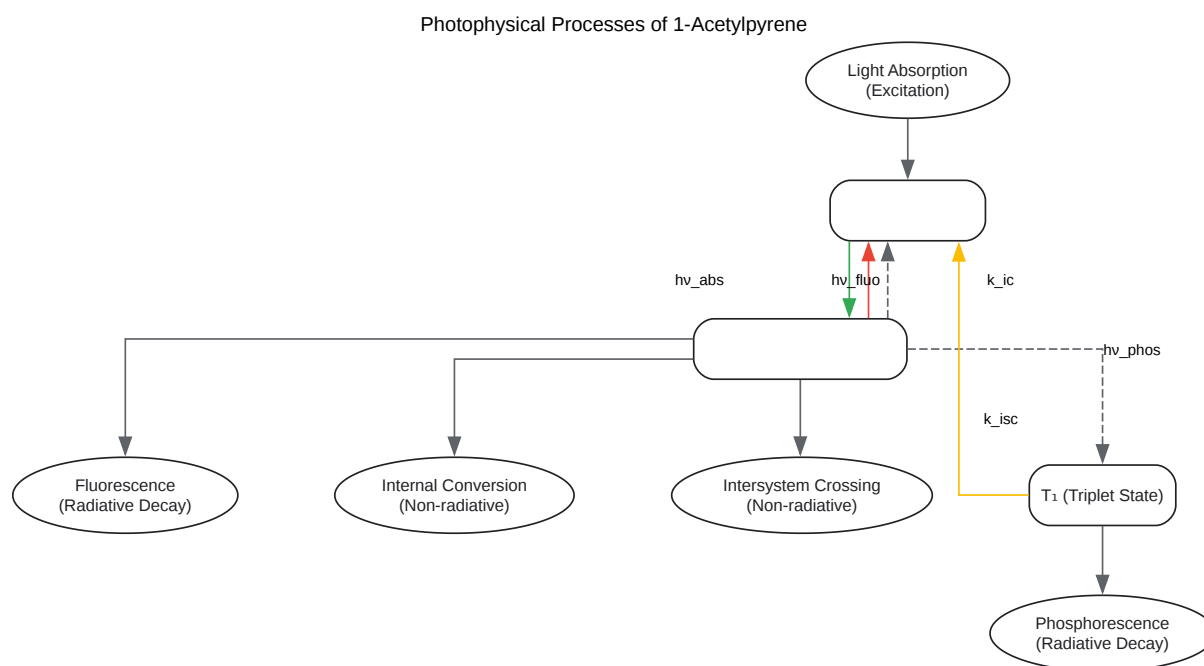 Photophysical Processes of 1-Acetylpyrene
Light Absorption
(Excitation)
hν_abs
hν_fluo
k_ic
hν_phos
k_isc
Fluorescence
(Radiative Decay)
Internal Conversion
(Non-radiative)
Intersystem Crossing
(Non-radiative)
T₁ (Triplet State)
Phosphorescence
(Radiative Decay)